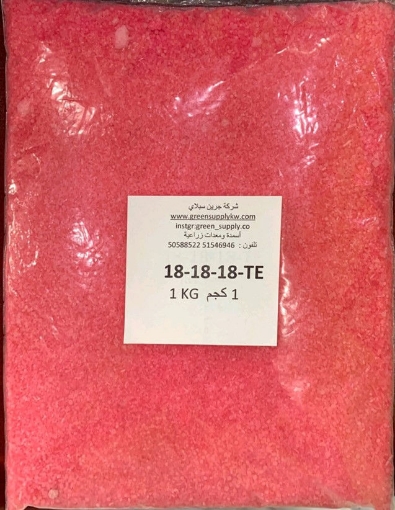 شركة جرين سبلاي
www.greensupplykw.com
instgr:green_supply.co
أسمدة ومعدات زراعية
تلفون : 51546946 50588522
18-18-18-TE
1 كجم 1 KG